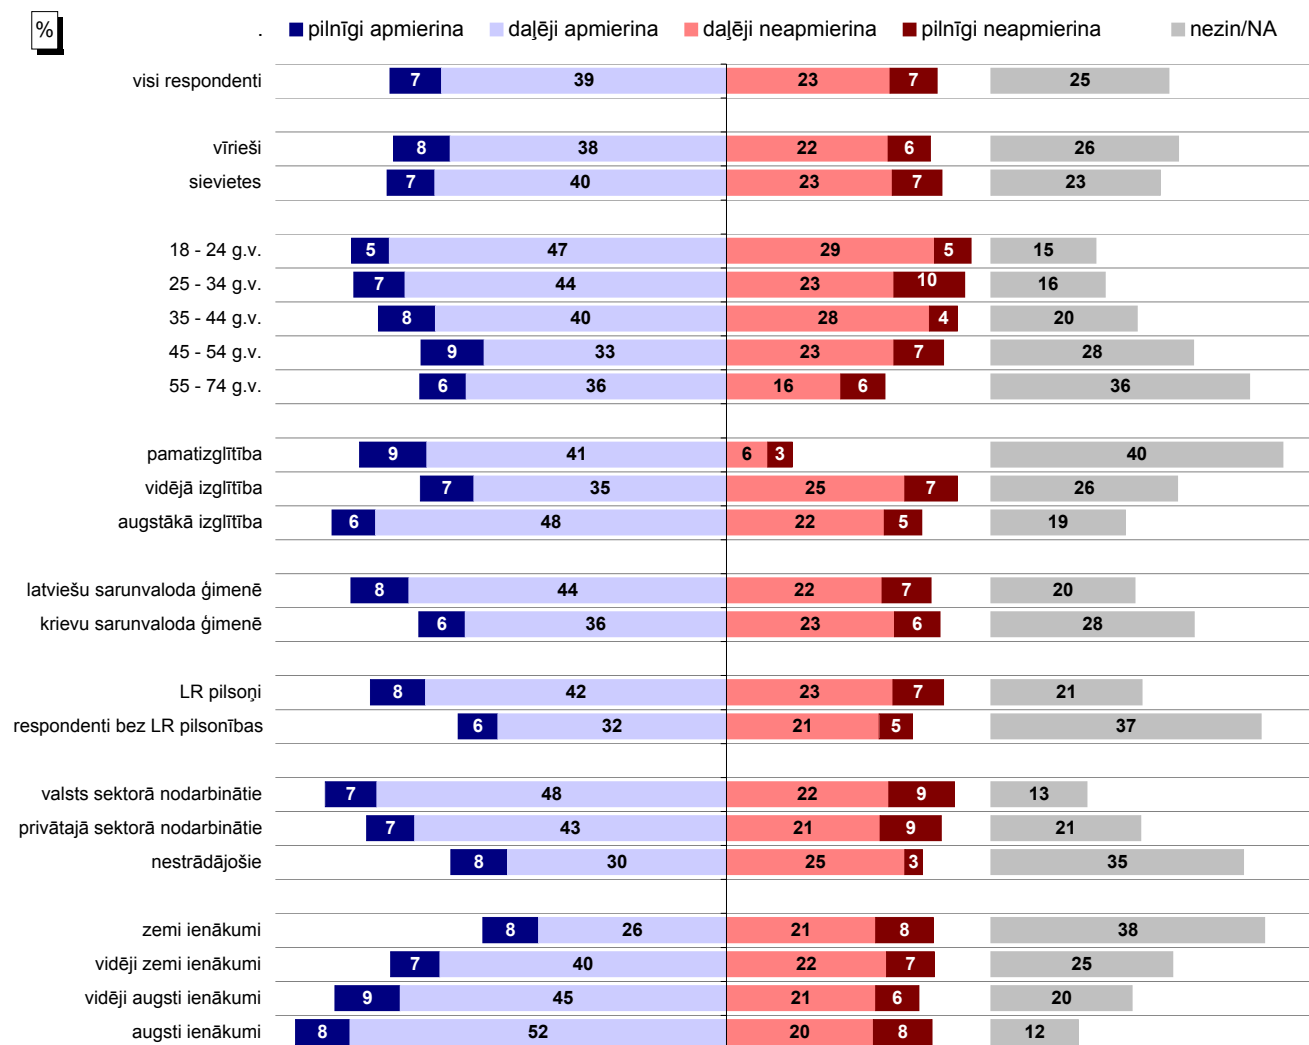 %
. pilnīgi apmierina daļēji apmierina daļēji neapmierina pilnīgi neapmierina nezin/NA
visi respondenti 7 39 23 7 25
vīrieši 8 38 22 6 26
sievietes 7 40 23 7 23
18 - 24 g.v. 5 47 29 5 15
25 - 34 g.v. 7 44 23 10 16
35 - 44 g.v. 8 40 28 4 20
45 - 54 g.v. 9 33 23 7 28
55 - 74 g.v. 6 36 16 6 36
pamatizglītība 9 41 6 3 40
vidējā izglītība 7 35 25 7 26
augstākā izglītība 6 48 22 5 19
latviešu sarunvaloda ģimenē 8 44 22 7 20
krievu sarunvaloda ģimenē 6 36 23 6 28
LR pilsoņi 8 42 23 7 21
respondenti bez LR pilsonības 6 32 21 5 37
valsts sektorā nodarbinātie 7 48 22 9 13
privātajā sektorā nodarbinātie 7 43 21 9 21
nestrādājošie 8 30 25 3 35
zemi ienākumi 8 26 21 8 38
vidēji zemi ienākumi 7 40 22 7 25
vidēji augsti ienākumi 9 45 21 6 20
augsti ienākumi 8 52 20 8 12